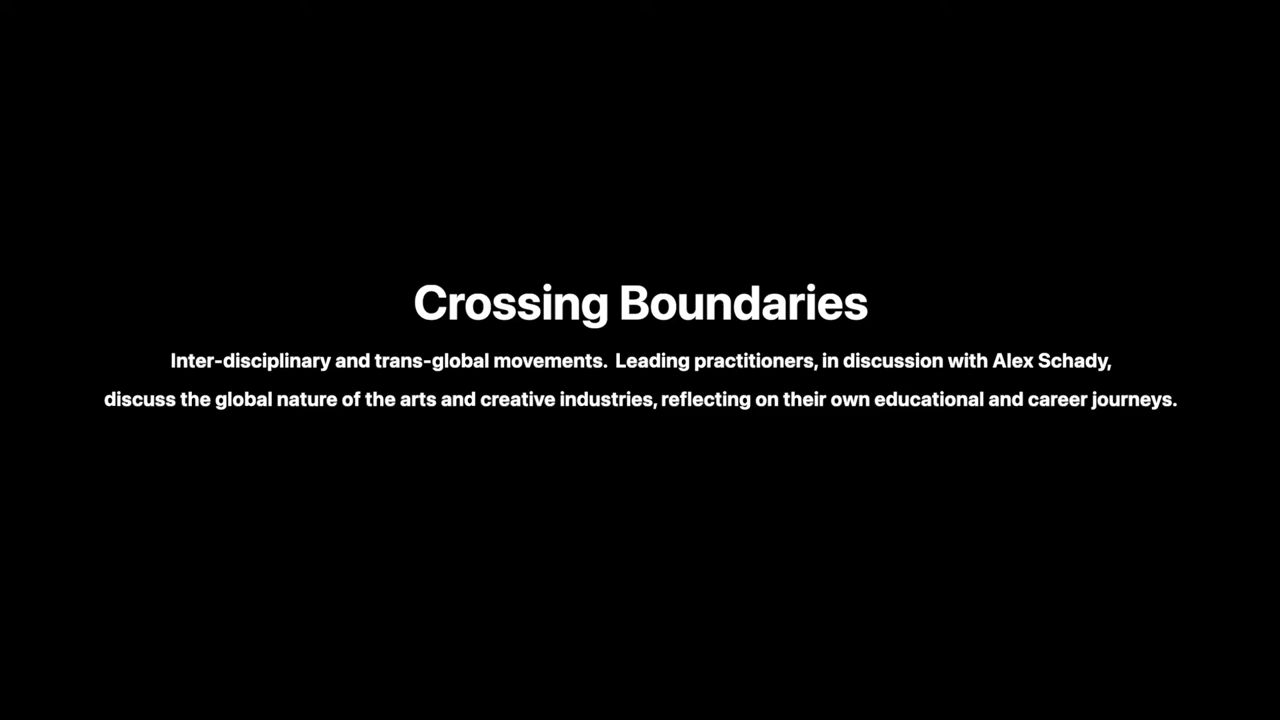 Crossing Boundaries
Inter-disciplinary and trans-global movements.  Leading practitioners, in discussion with Alex Schady,
discuss the global nature of the arts and creative industries, reflecting on their own educational and career journeys.